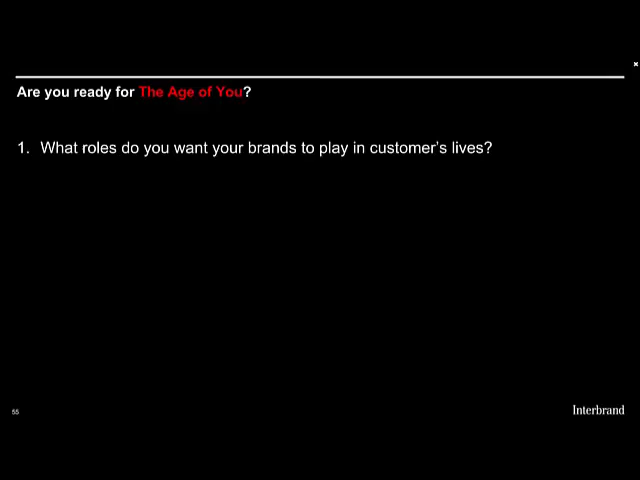 Are you ready for The Age of You?
1. What roles do you want your brands to play in customer's lives?
55
Interbrand